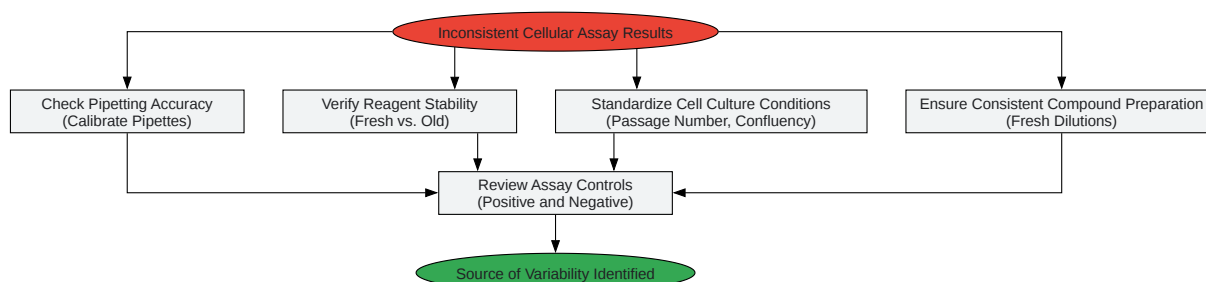 Inconsistent Cellular Assay Results
Check Pipetting Accuracy
(Calibrate Pipettes)
Verify Reagent Stability
(Fresh vs. Old)
Standardize Cell Culture Conditions
(Passage Number, Confluency)
Ensure Consistent Compound Preparation
(Fresh Dilutions)
Review Assay Controls
(Positive and Negative)
Source of Variability Identified